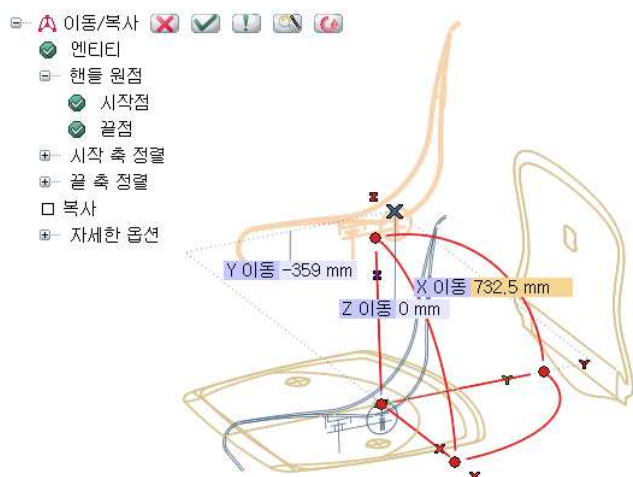 이동/복사
엔티티
핸들 원점
시작점
끝점
시작 축 정렬
끝 축 정렬
복사
자세한 옵션
Z
Y 이동 -359 mm
Z
X 이동 732.5 mm
Z 이동 0 mm
Y
Y
X
X